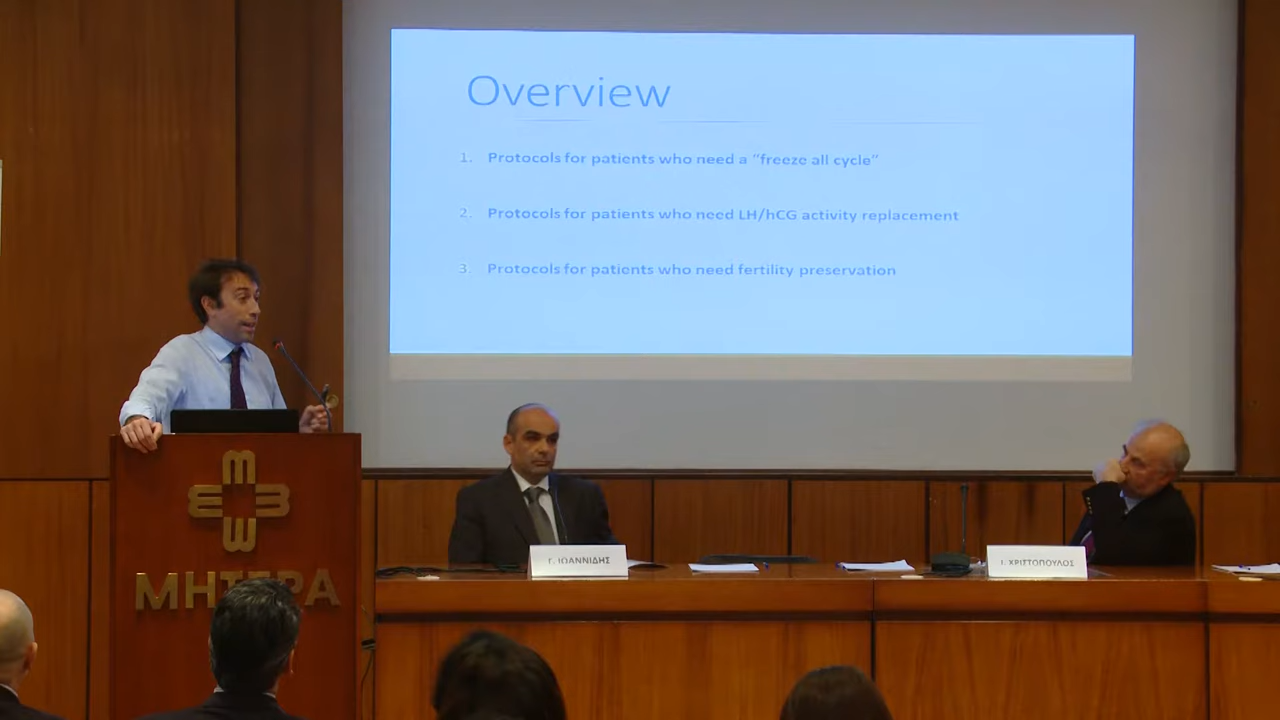 Overview
1. Protocols for patients who need a “freeze all cycle”
2. Protocols for patients who need LH/hCG activity replacement
3. Protocols for patients who need fertility preservation
ΜΗΤΕΡΑ
Γ. ΙΩΑΝΝΙΔΗΣ
Ι. ΧΡΙΣΤΟΠΟΥΛΟΣ